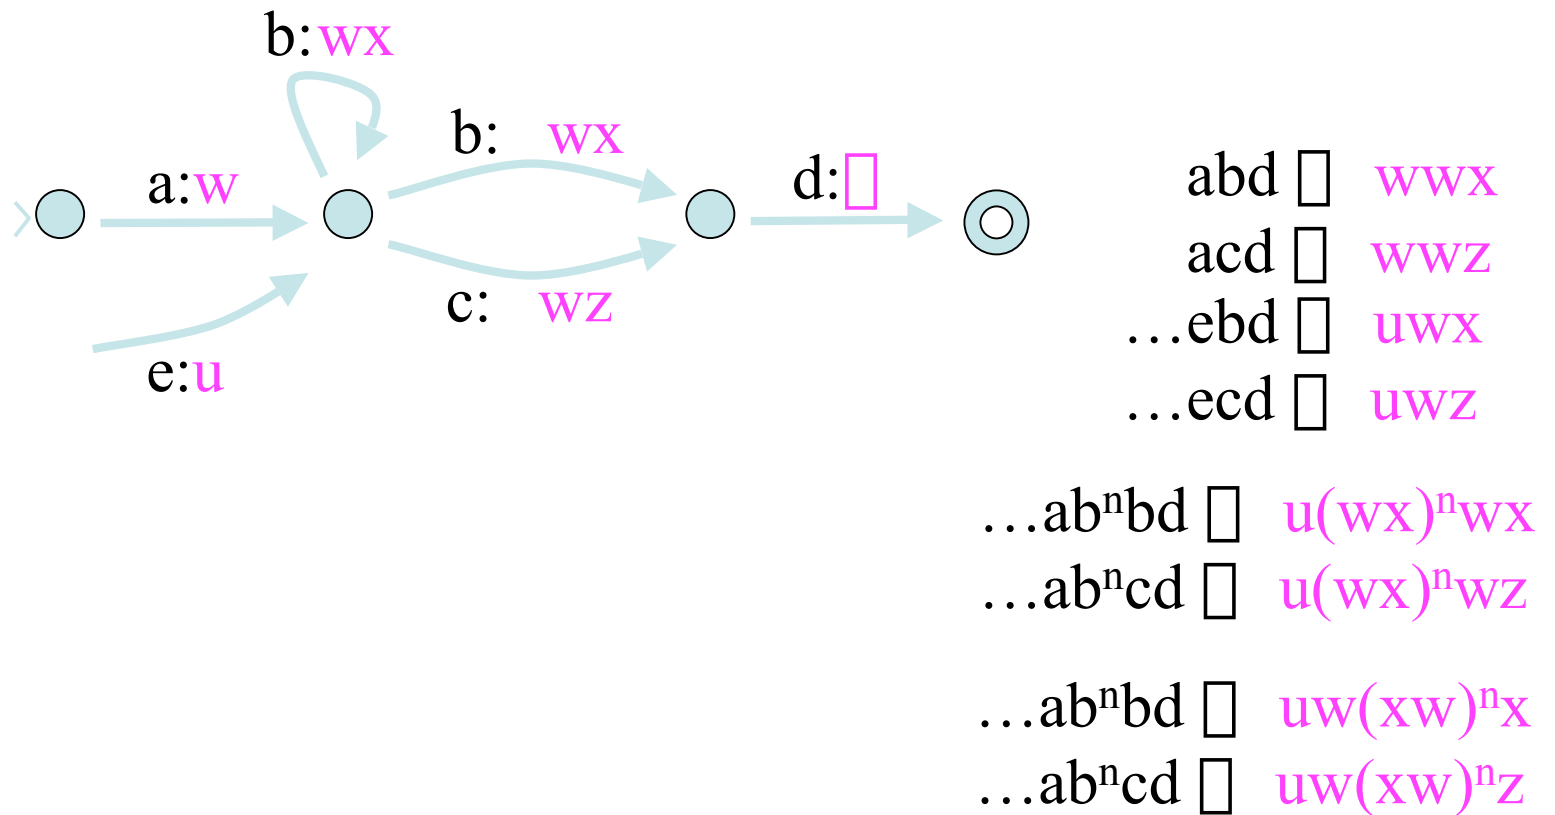 b:wx
b: wx
a:w
d:▯
c: wz
e:u
abd ▯ wwx
acd ▯ wwz
…ebd ▯ uwx
…ecd ▯ uwz
…abⁿbd ▯ u(wx)ⁿwx
…abⁿcd ▯ u(wx)ⁿwz
…abⁿbd ▯ uw(xw)ⁿx
…abⁿcd ▯ uw(xw)ⁿz